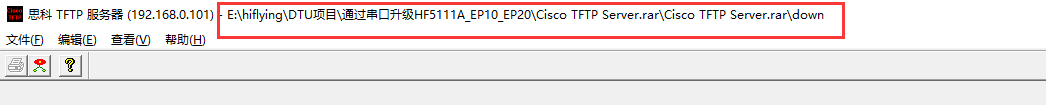 思科 TFTP 服务器 (192.168.0.101) - E:\hiflying\DTU项目\通过串口升级HF5111A_EP10_EP20\Cisco TFTP Server.rar\Cisco TFTP Server.rar\down
文件(F) 编辑(E) 查看(V) 帮助(H)